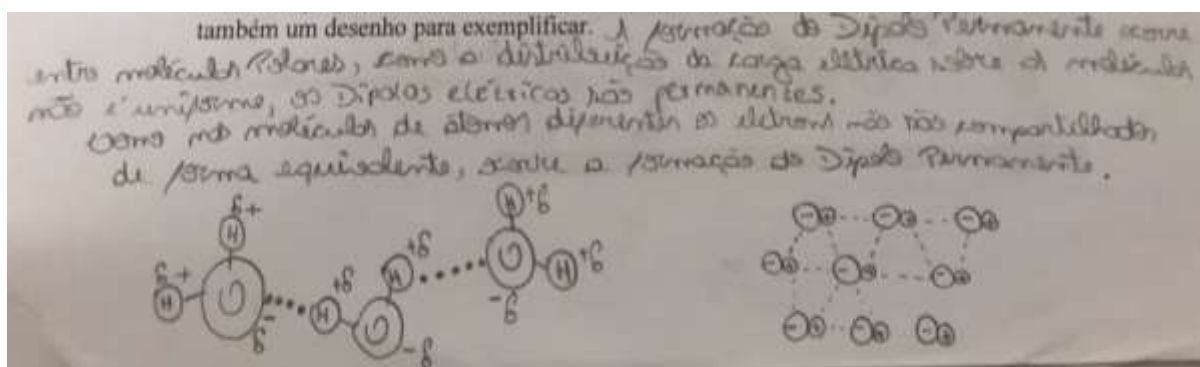 também um desenho para exemplificar. A formação do Dipolo Permanente ocorre
entre moléculas Polares, como a distribuição da carga elétrica sobre as moléculas
não é uniforme, os Dipolos elétricos são permanentes.
Como nas moléculas de átomos diferentes os eletrons não são compartilhados
de forma equivalente, ocorre a formação do Dipolo Permanente.
δ+ H δ+ H O δ-
H δ+ O δ- H δ+
H δ+ O δ- H δ+
- + - + - +
- + - + - +
- + - + - +